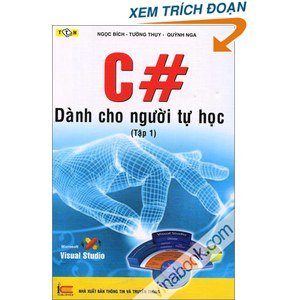 XEM TRÍCH ĐOẠN
NGỌC BÍCH - TƯỜNG THỤY - QUỲNH NGA
C#
Dành cho người tự học
(Tập 1)
Microsoft
Visual Studio
vinabook.com
NHÀ XUẤT BẢN THÔNG TIN VÀ TRUYỀN THÔNG